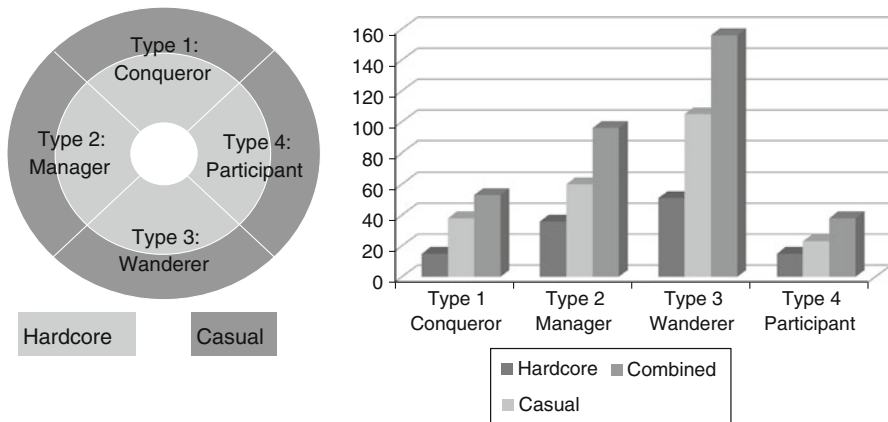 Type 1:
Conqueror
Type 2:
Manager
Type 4:
Participant
Type 3:
Wanderer
Hardcore
Casual
160
140
120
100
80
60
40
20
0
Type 1
Conqueror
Type 2
Manager
Type 3
Wanderer
Type 4
Participant
Hardcore
Combined
Casual